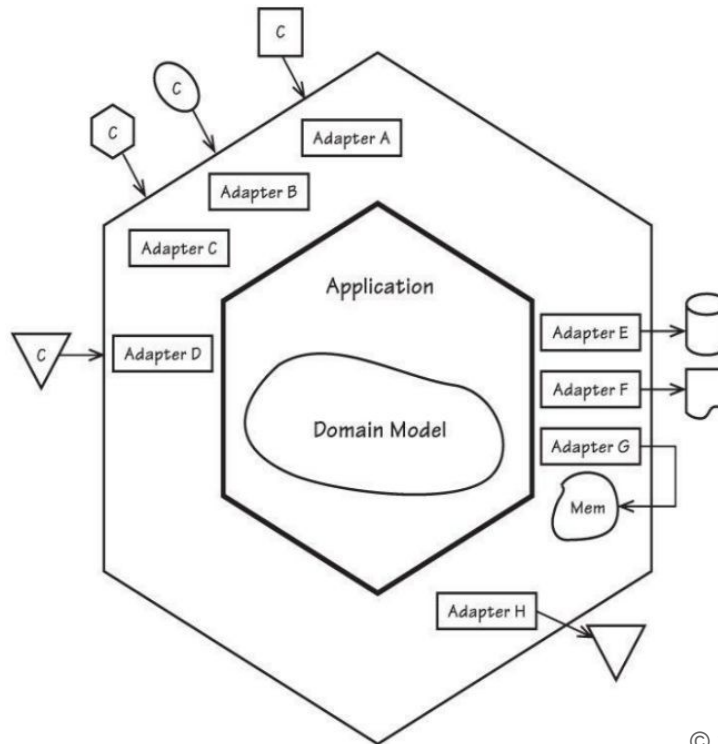 C
C
C
C
Adapter A
Adapter B
Adapter C
Adapter D
Application
Domain Model
Adapter E
Adapter F
Adapter G
Mem
Adapter H
©